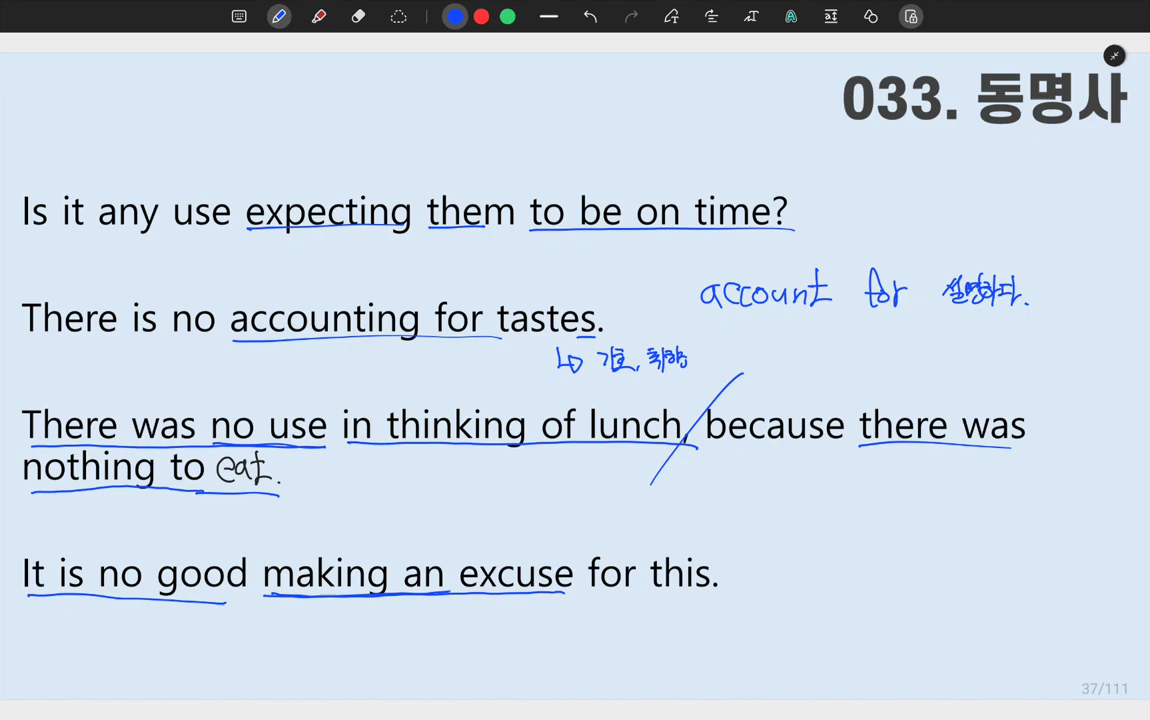 033. 동명사
Is it any use expecting them to be on time?
account for 설명하다.
There is no accounting for tastes.
↳ 기호, 취향
There was no use in thinking of lunch, because there was
nothing to eat.
It is no good making an excuse for this.
37/111